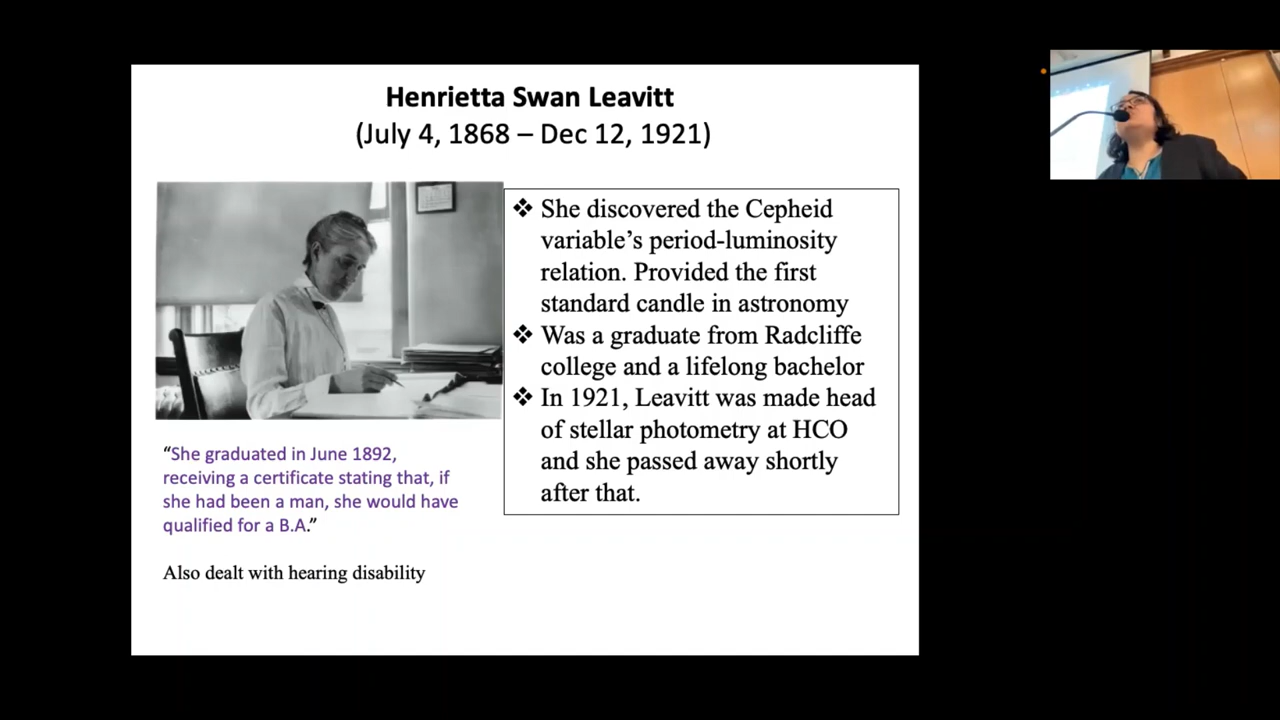 Henrietta Swan Leavitt
(July 4, 1868 – Dec 12, 1921)
❖ She discovered the Cepheid
variable’s period-luminosity
relation. Provided the first
standard candle in astronomy
❖ Was a graduate from Radcliffe
college and a lifelong bachelor
❖ In 1921, Leavitt was made head
of stellar photometry at HCO
and she passed away shortly
after that.
“She graduated in June 1892,
receiving a certificate stating that, if
she had been a man, she would have
qualified for a B.A.”
Also dealt with hearing disability